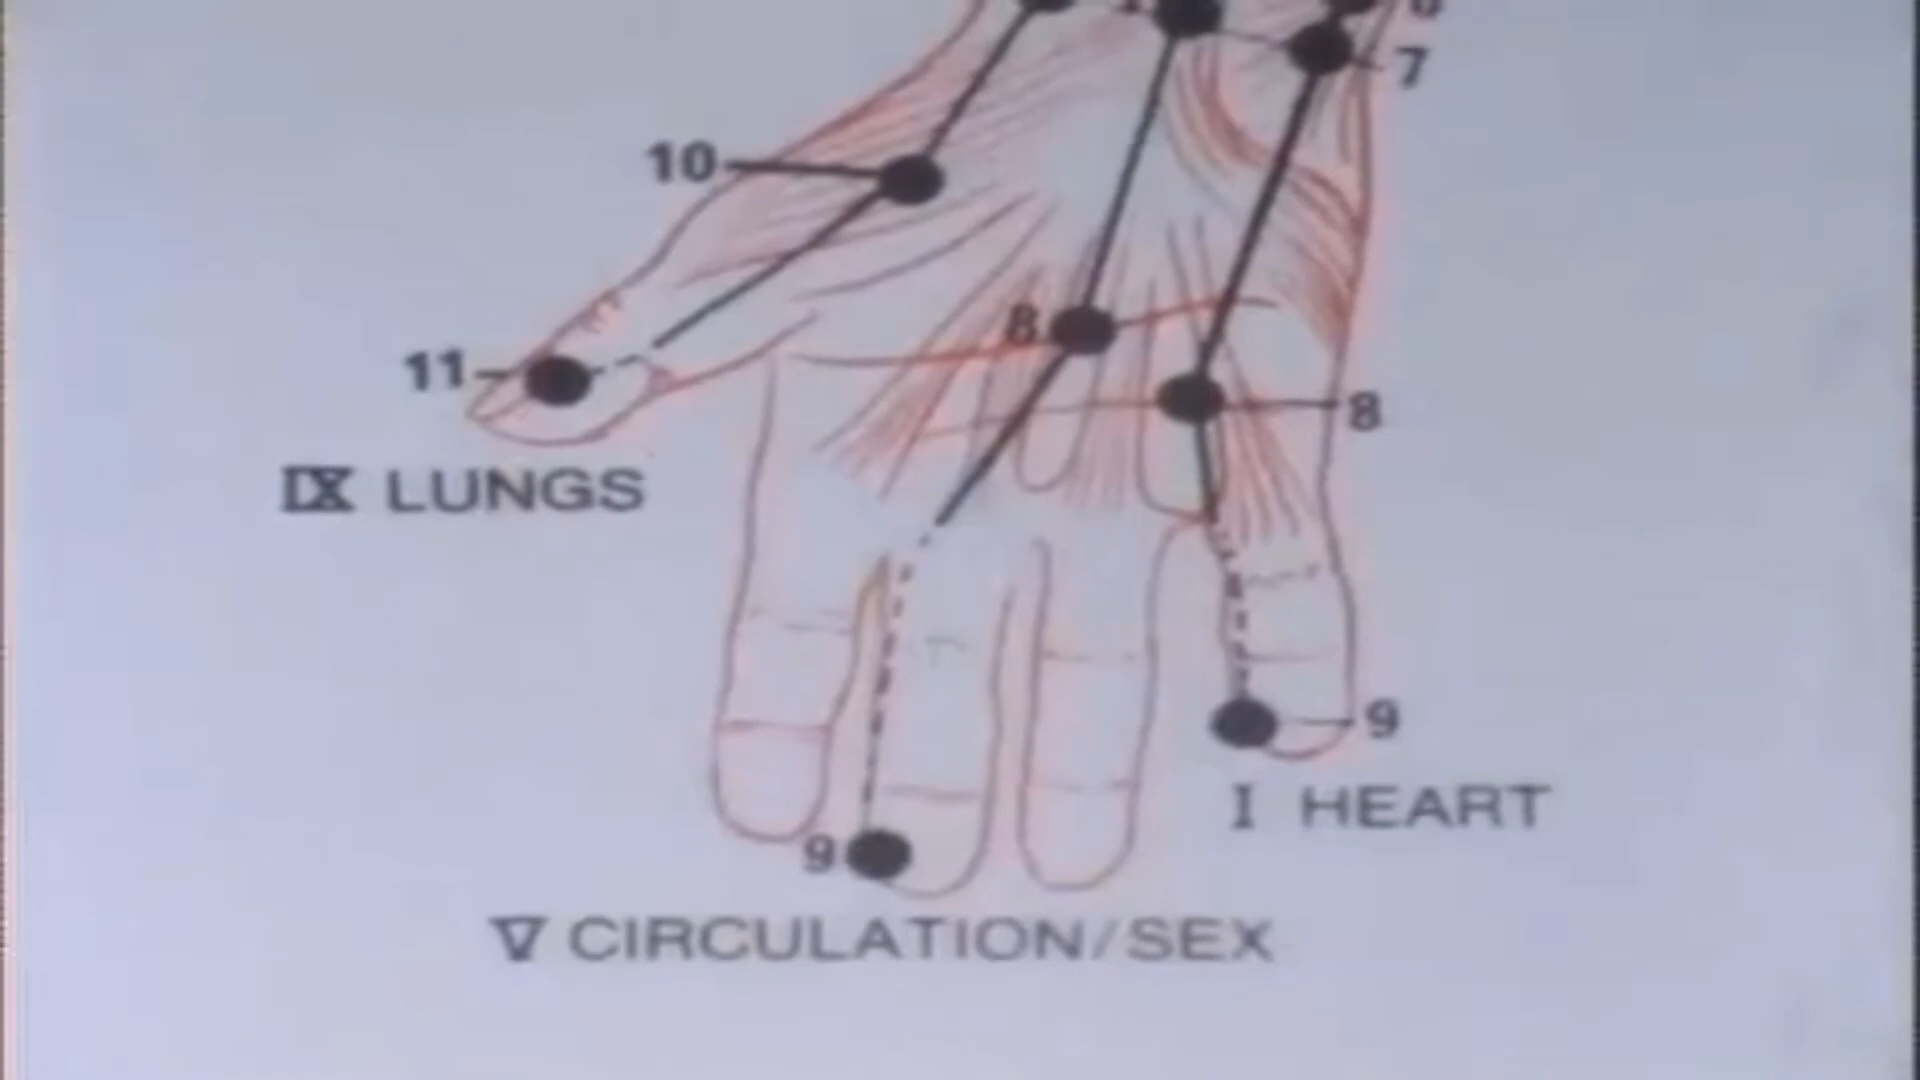 7
10
8
11
8
IX LUNGS
9
I HEART
9
V CIRCULATION/SEX